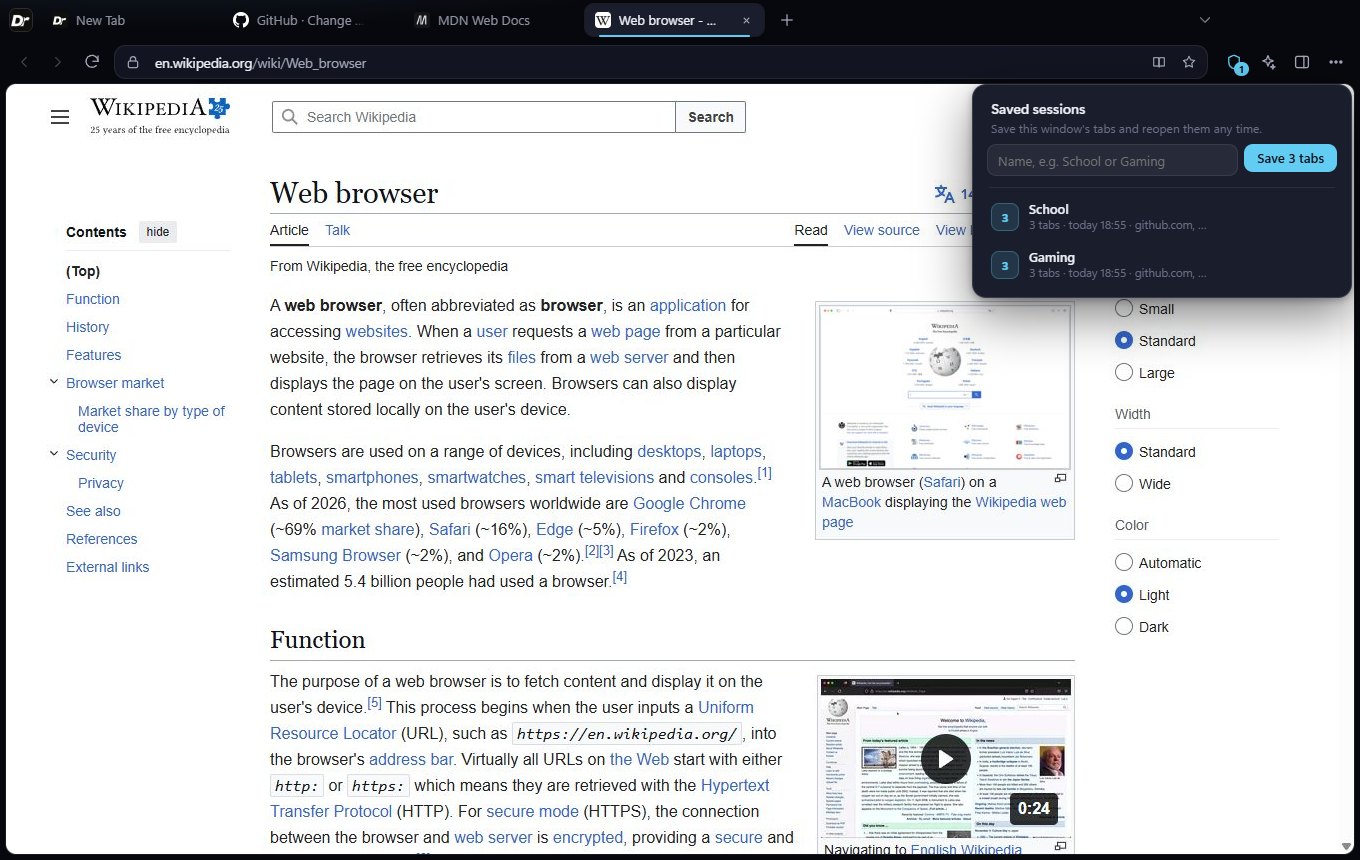 Dr
Dr New Tab
GitHub · Change
MDN Web Docs
W Web browser - ...
en.wikipedia.org/wiki/Web_browser
1
WIKIPEDIA 25
25 years of the free encyclopedia
Search Wikipedia
Search
Saved sessions
Save this window's tabs and reopen them any time.
Name, e.g. School or Gaming
Save 3 tabs
3
School
3 tabs · today 18:55 · github.com, ...
3
Gaming
3 tabs · today 18:55 · github.com, ...
Contents
hide
(Top)
Function
History
Features
Browser market
Market share by type of
device
Security
Privacy
See also
References
External links
Web browser
Article
Talk
Read
View source
View
From Wikipedia, the free encyclopedia
A web browser, often abbreviated as browser, is an application for
accessing websites. When a user requests a web page from a particular
website, the browser retrieves its files from a web server and then
displays the page on the user's screen. Browsers can also display
content stored locally on the user's device.
Browsers are used on a range of devices, including desktops, laptops,
tablets, smartphones, smartwatches, smart televisions and consoles.[1]
As of 2026, the most used browsers worldwide are Google Chrome
(~69% market share), Safari (~16%), Edge (~5%), Firefox (~2%),
Samsung Browser (~2%), and Opera (~2%).[2][3] As of 2023, an
estimated 5.4 billion people had used a browser.[4]
A web browser (Safari) on a
MacBook displaying the Wikipedia web
page
Function
The purpose of a web browser is to fetch content and display it on the
user's device.[5] This process begins when the user inputs a Uniform
Resource Locator (URL), such as https://en.wikipedia.org/, into
the browser's address bar. Virtually all URLs on the Web start with either
http: or https: which means they are retrieved with the Hypertext
Transfer Protocol (HTTP). For secure mode (HTTPS), the connection
between the browser and web server is encrypted, providing a secure and
0:24
Navigating to English Wikipedia
Small
Standard
Large
Width
Standard
Wide
Color
Automatic
Light
Dark